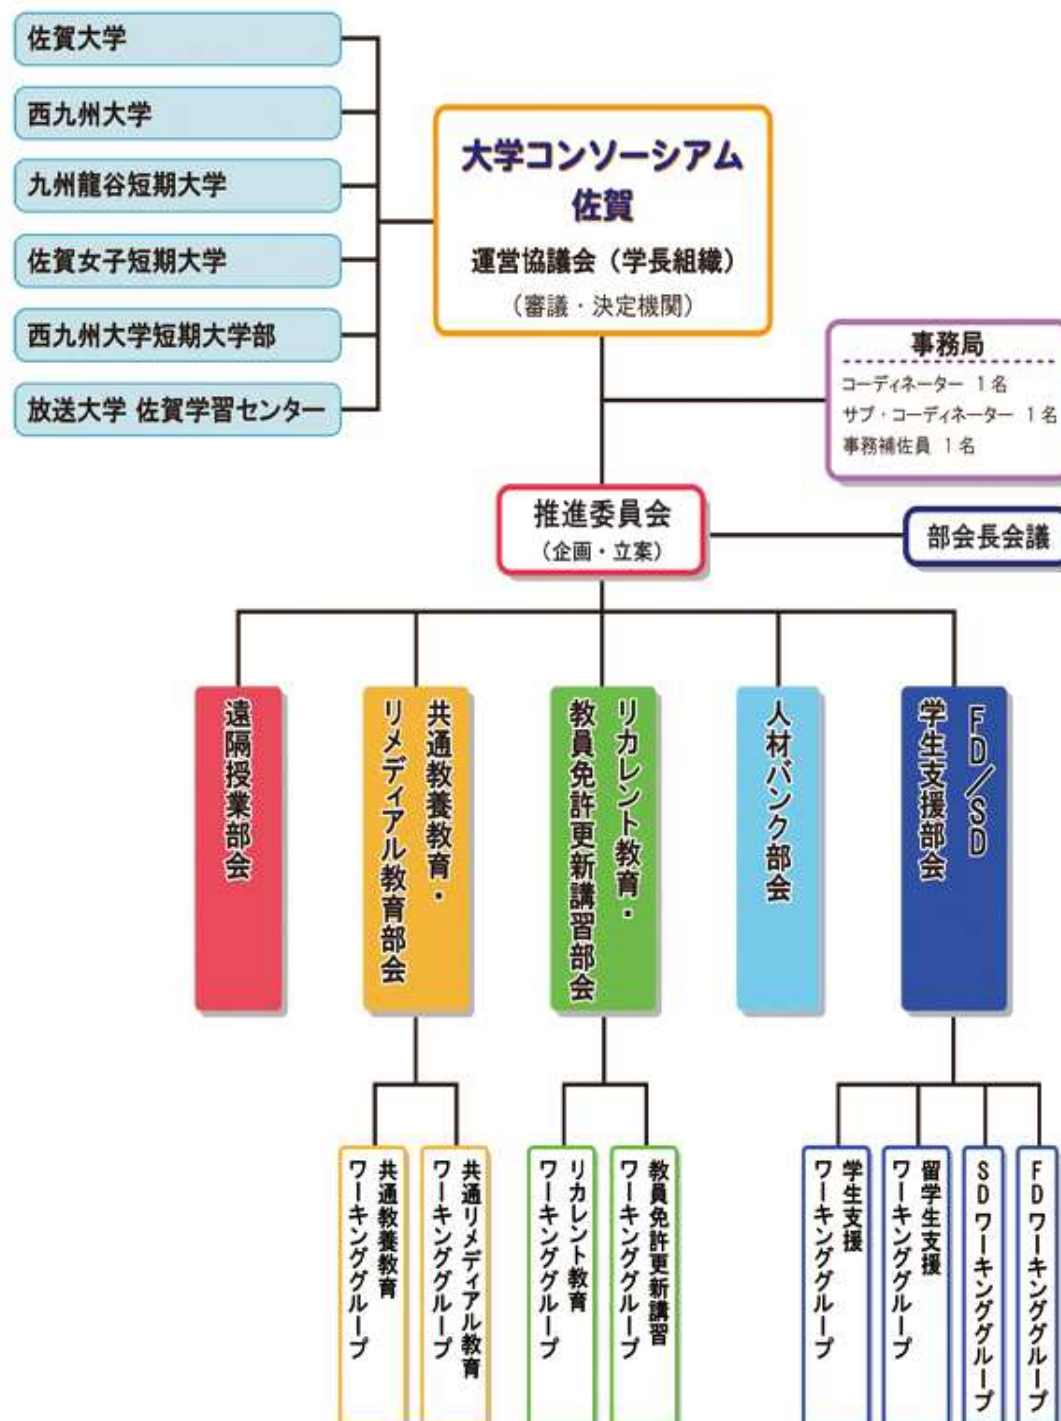 佐賀大学
西九州大学
九州龍谷短期大学
佐賀女子短期大学
西九州大学短期大学部
放送大学 佐賀学習センター
大学コンソーシアム
佐賀
運営協議会（学長組織）
（審議・決定機関）
事務局
コーディネーター 1名
サブ・コーディネーター 1名
事務補佐員 1名
推進委員会
（企画・立案）
部会長会議
遠隔授業部会
共通教養教育・
リメディアル教育部会
リカレント教育・
教員免許更新講習部会
人材バンク部会
FD／SD
学生支援部会
共通教養教育
ワーキンググループ
共通リメディアル教育
ワーキンググループ
リカレント教育
ワーキンググループ
教員免許更新講習
ワーキンググループ
学生支援
ワーキンググループ
留学生支援
ワーキンググループ
SDワーキンググループ
FDワーキンググループ